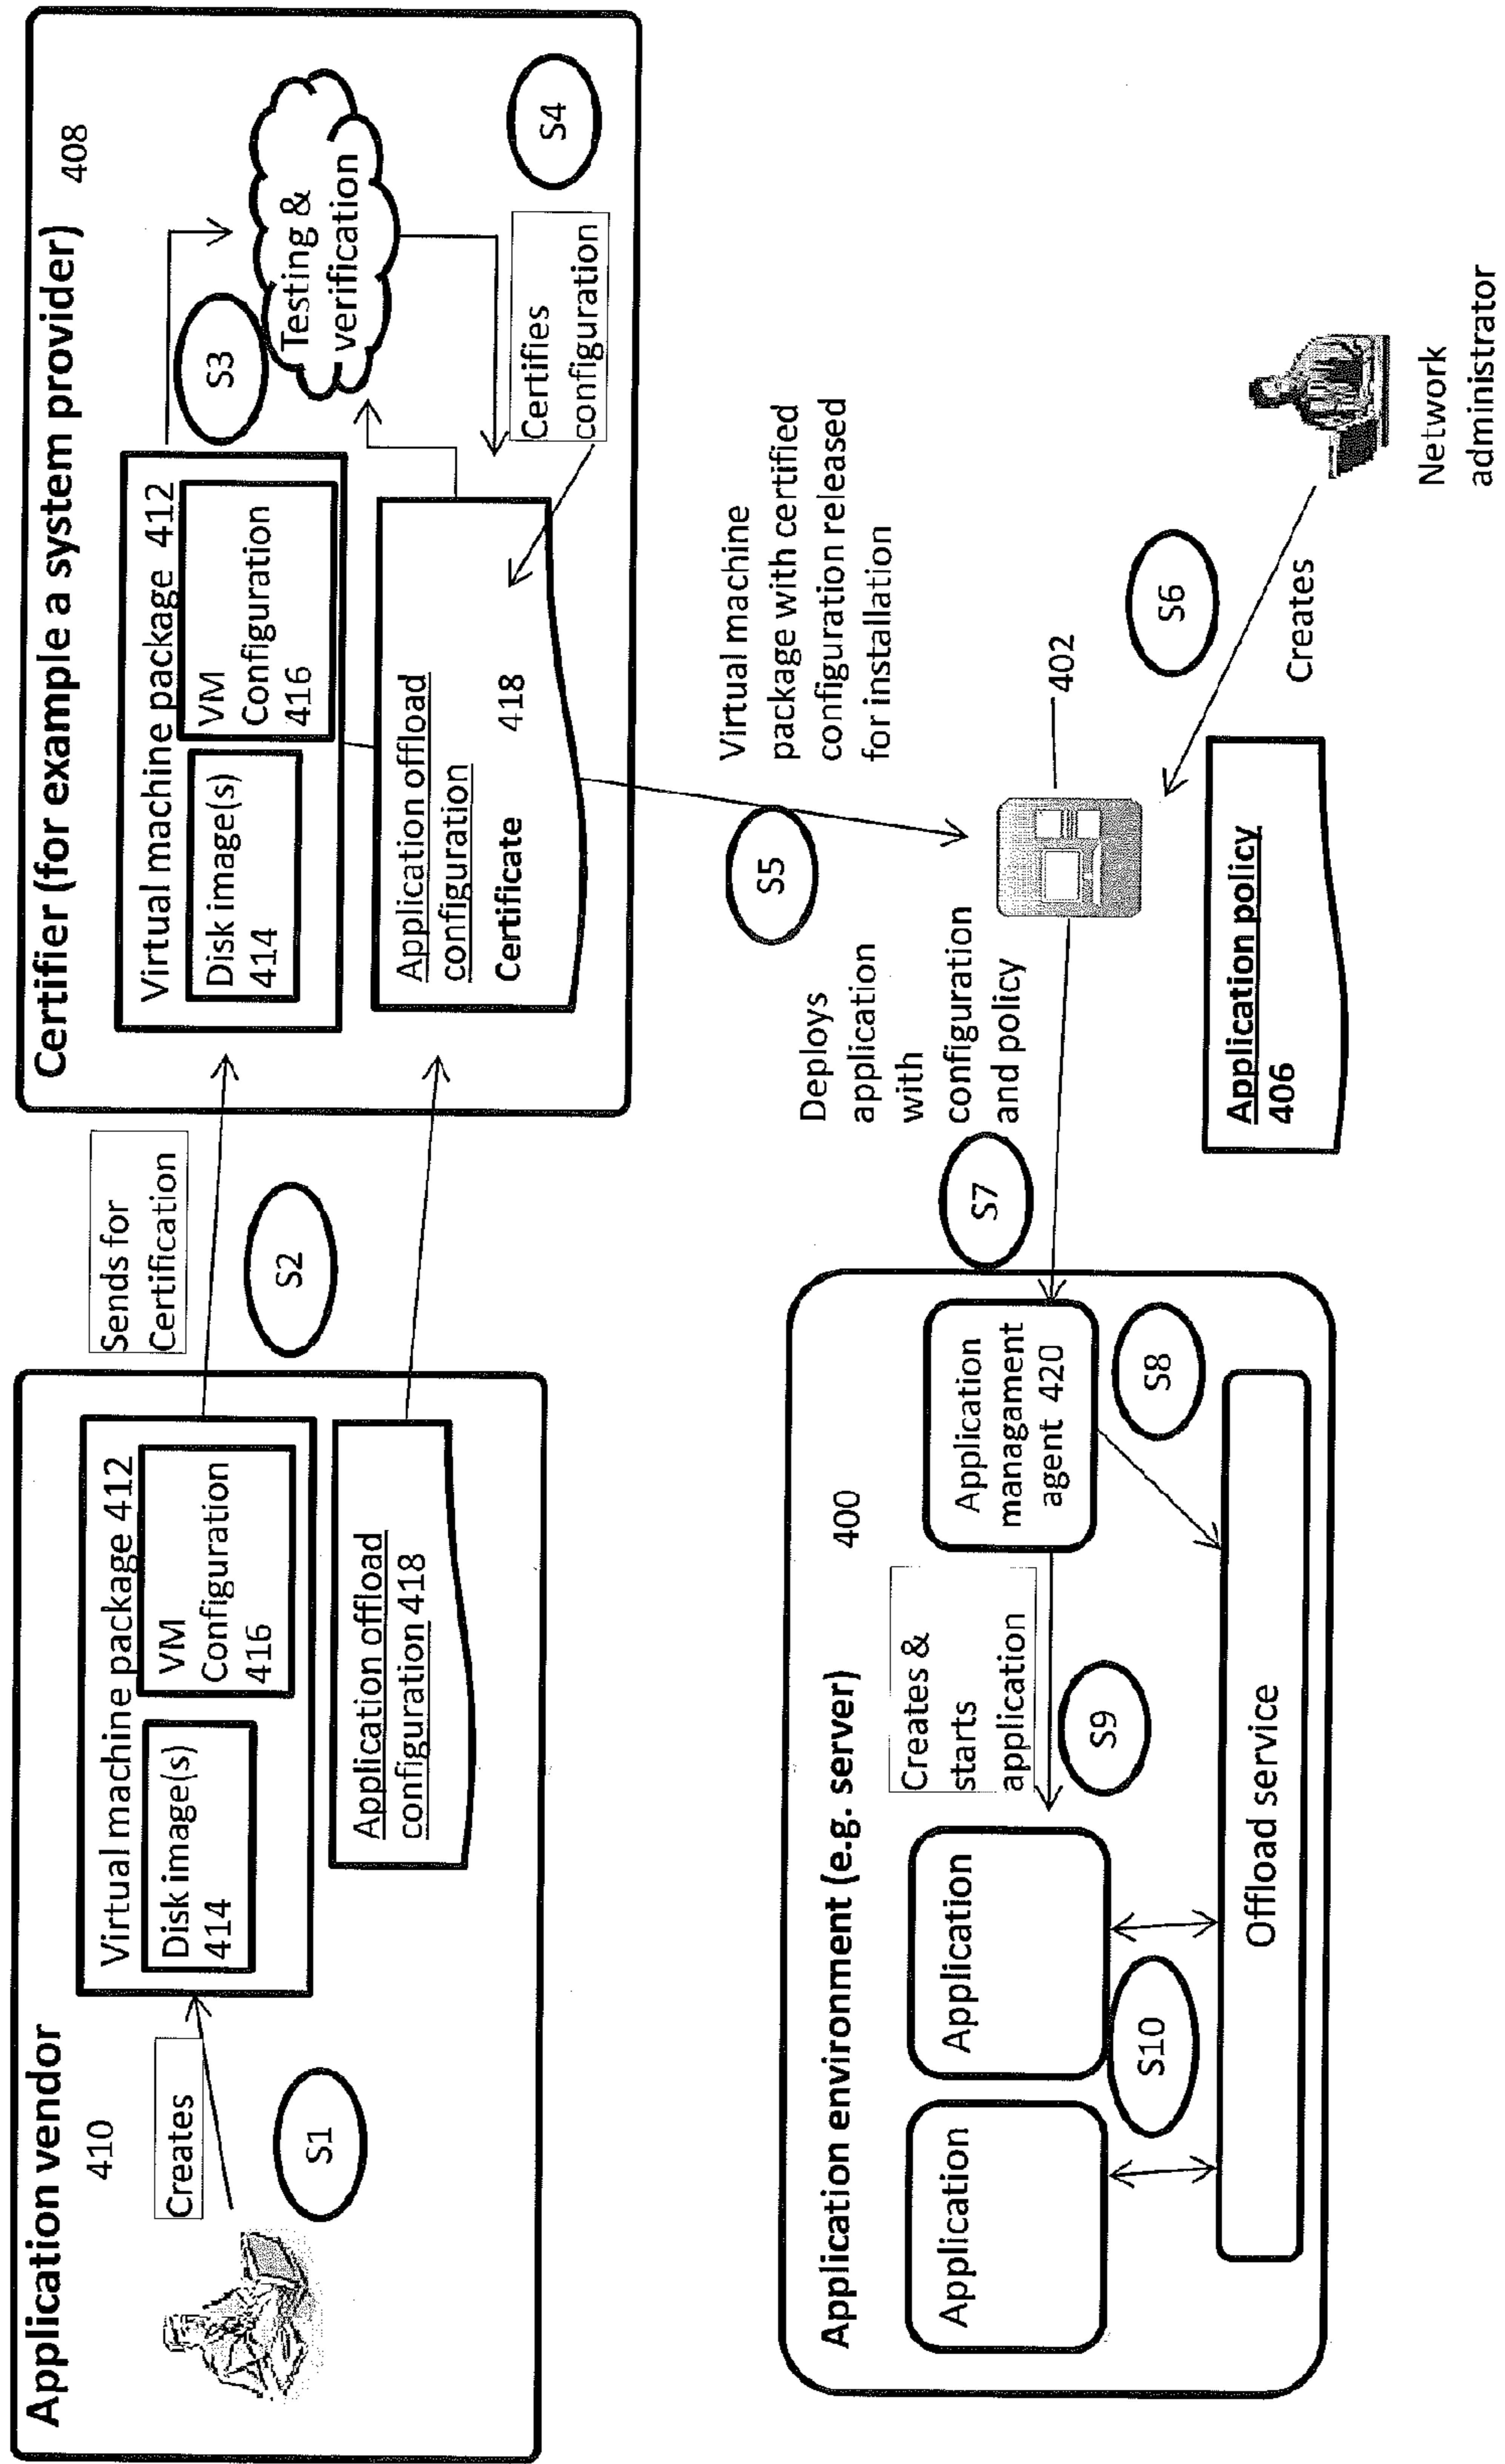 Application vendor
410
Creates
S1
Virtual machine package 412
Disk image(s)
414
VM
Configuration
416
Application offload
configuration 418
Sends for
Certification
S2
Certifier (for example a system provider)
408
Virtual machine package 412
Disk image(s)
414
VM
Configuration
416
Application offload
configuration
Certificate
418
S3
Testing &
verification
Certifies
configuration
S4
S5
Virtual machine
package with certified
configuration released
for installation
402
S6
Creates
Network
administrator
Application policy
406
Deploys
application
with
configuration
and policy
S7
Application environment (e.g. server)
400
Application
managament
agent 420
S8
Creates &
starts
application
S9
Application
Application
S10
Offload service